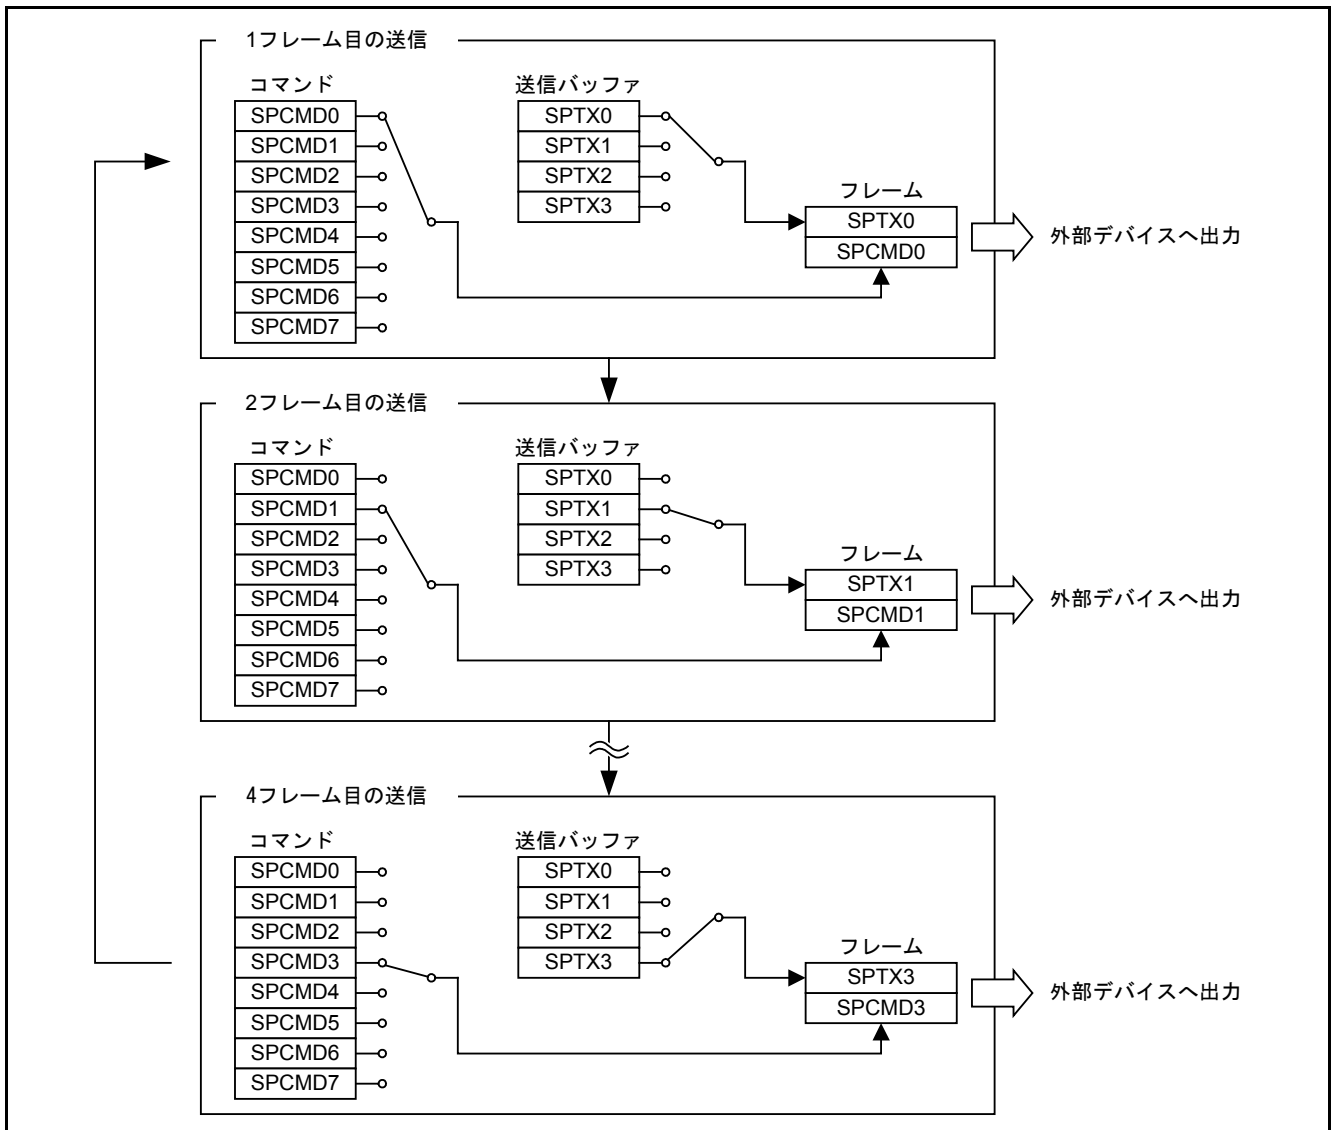 1フレーム目の送信
コマンド
SPCMD0
SPCMD1
SPCMD2
SPCMD3
SPCMD4
SPCMD5
SPCMD6
SPCMD7
送信バッファ
SPTX0
SPTX1
SPTX2
SPTX3
フレーム
SPTX0
SPCMD0
外部デバイスへ出力
2フレーム目の送信
コマンド
SPCMD0
SPCMD1
SPCMD2
SPCMD3
SPCMD4
SPCMD5
SPCMD6
SPCMD7
送信バッファ
SPTX0
SPTX1
SPTX2
SPTX3
フレーム
SPTX1
SPCMD1
外部デバイスへ出力
4フレーム目の送信
コマンド
SPCMD0
SPCMD1
SPCMD2
SPCMD3
SPCMD4
SPCMD5
SPCMD6
SPCMD7
送信バッファ
SPTX0
SPTX1
SPTX2
SPTX3
フレーム
SPTX3
SPCMD3
外部デバイスへ出力